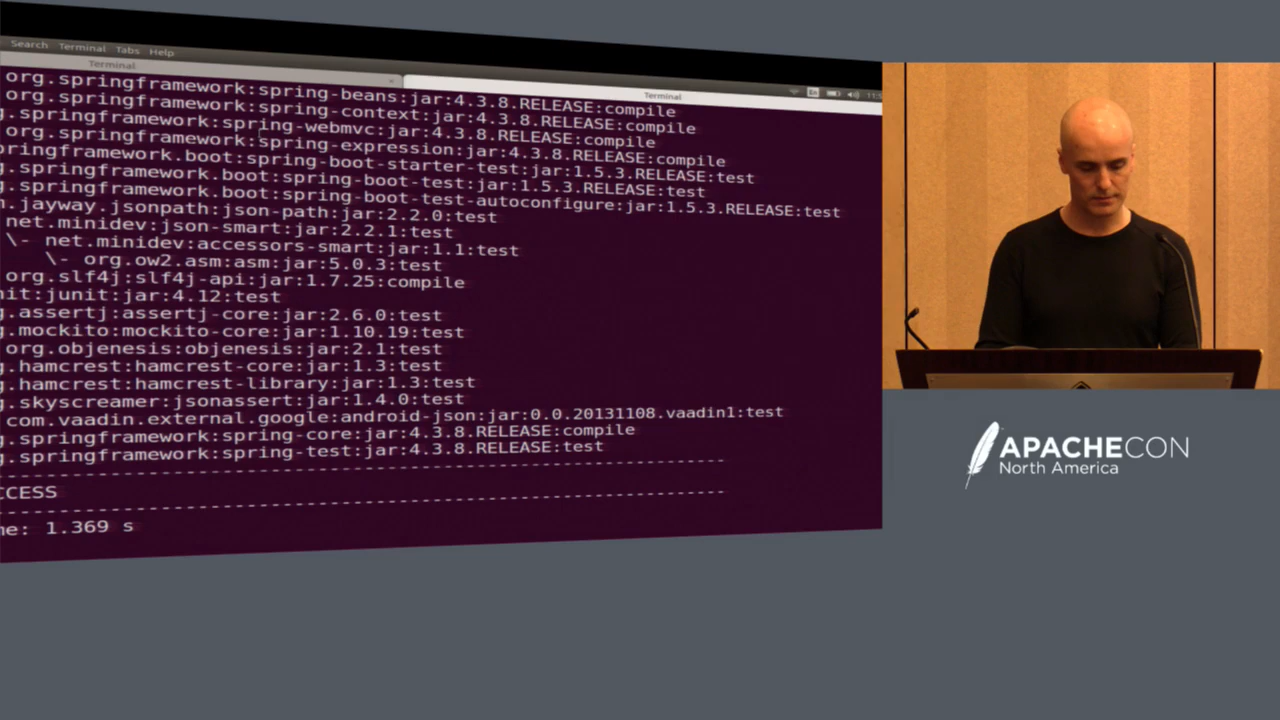 Search Terminal Tabs Help
Terminal
Terminal
org.springframework:spring-beans:jar:4.3.8.RELEASE:compile
org.springframework:spring-context:jar:4.3.8.RELEASE:compile
g.springframework:spring-webmvc:jar:4.3.8.RELEASE:compile
org.springframework:spring-expression:jar:4.3.8.RELEASE:compile
pringframework.boot:spring-boot-starter-test:jar:1.5.3.RELEASE:test
g.springframework.boot:spring-boot-test:jar:1.5.3.RELEASE:test
g.springframework.boot:spring-boot-test-autoconfigure:jar:1.5.3.RELEASE:test
m.jayway.jsonpath:json-path:jar:2.2.0:test
net.minidev:json-smart:jar:2.2.1:test
\- net.minidev:accessors-smart:jar:1.1:test
\- org.ow2.asm:asm:jar:5.0.3:test
org.slf4j:slf4j-api:jar:1.7.25:compile
nit:junit:jar:4.12:test
g.assertj:assertj-core:jar:2.6.0:test
g.mockito:mockito-core:jar:1.10.19:test
org.objenesis:objenesis:jar:2.1:test
g.hamcrest:hamcrest-core:jar:1.3:test
g.hamcrest:hamcrest-library:jar:1.3:test
g.skyscreamer:jsonassert:jar:1.4.0:test
com.vaadin.external.google:android-json:jar:0.0.20131108.vaadin1:test
g.springframework:spring-core:jar:4.3.8.RELEASE:compile
g.springframework:spring-test:jar:4.3.8.RELEASE:test
CCESS
me: 1.369 s
APACHECON
North America